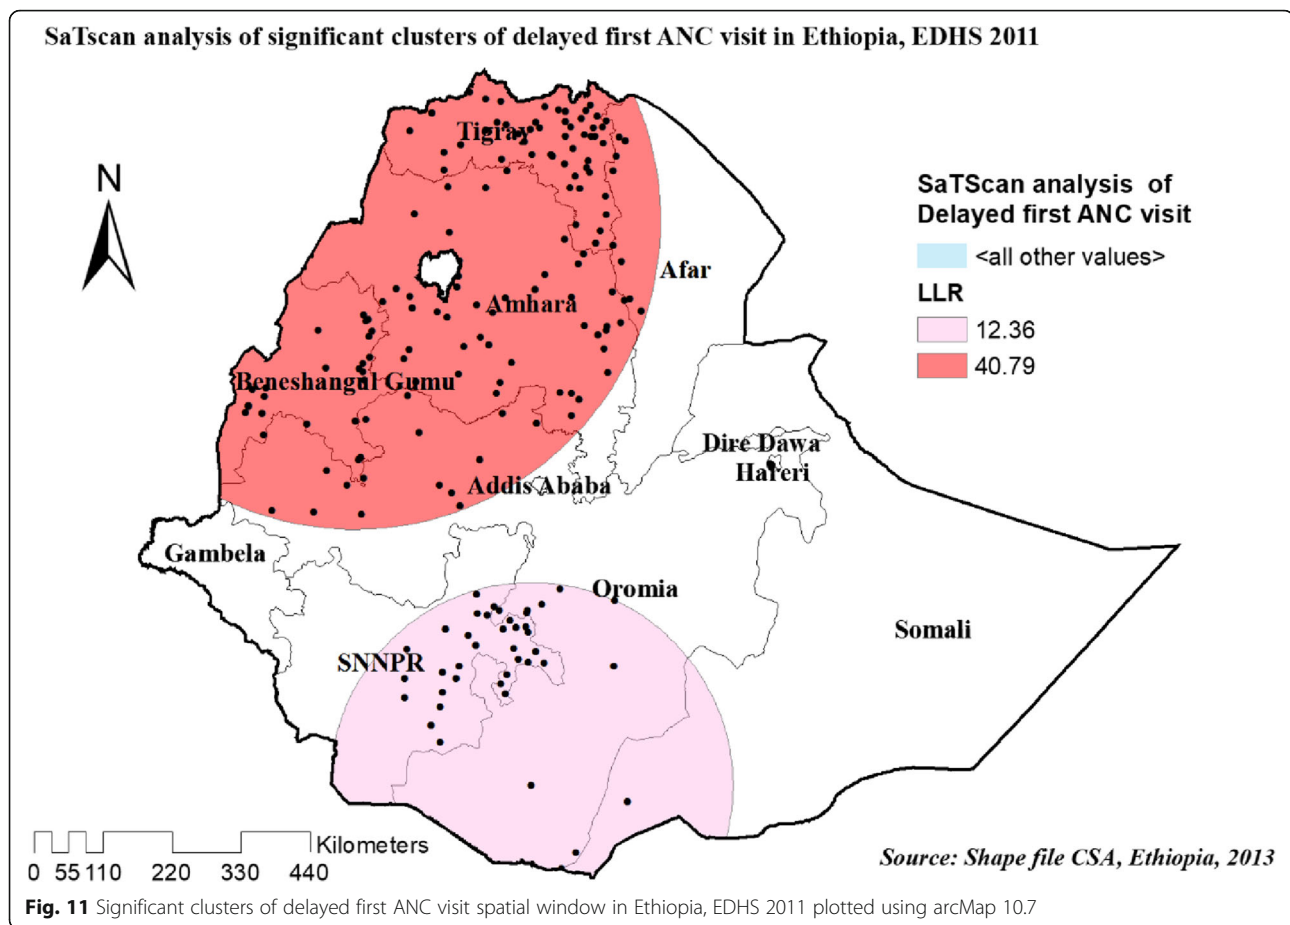 SaTscan analysis of significant clusters of delayed first ANC visit in Ethiopia, EDHS 2011
N
Tigray
Afar
Amhara
Beneshangul Gumu
Dire Dawa
Hareri
Addis Ababa
Gambela
Oromia
SNNPR
Somali
SaTScan analysis of
Delayed first ANC visit
<all other values>
LLR
12.36
40.79
Kilometers
0 55 110 220 330 440
Source: Shape file CSA, Ethiopia, 2013
Fig. 11 Significant clusters of delayed first ANC visit spatial window in Ethiopia, EDHS 2011 plotted using arcMap 10.7